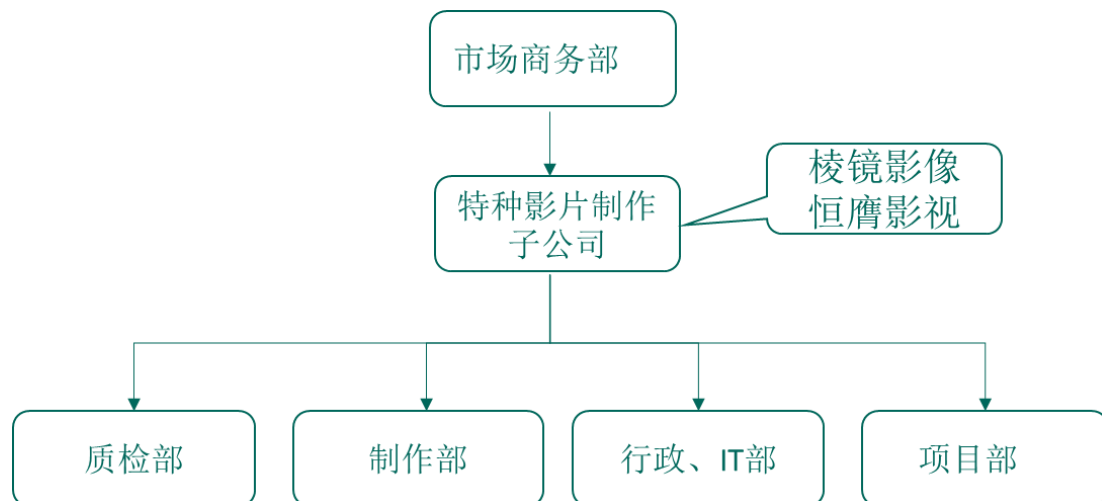 市场商务部
特种影片制作
子公司
棱镜影像
恒膺影视
质检部
制作部
行政、IT部
项目部